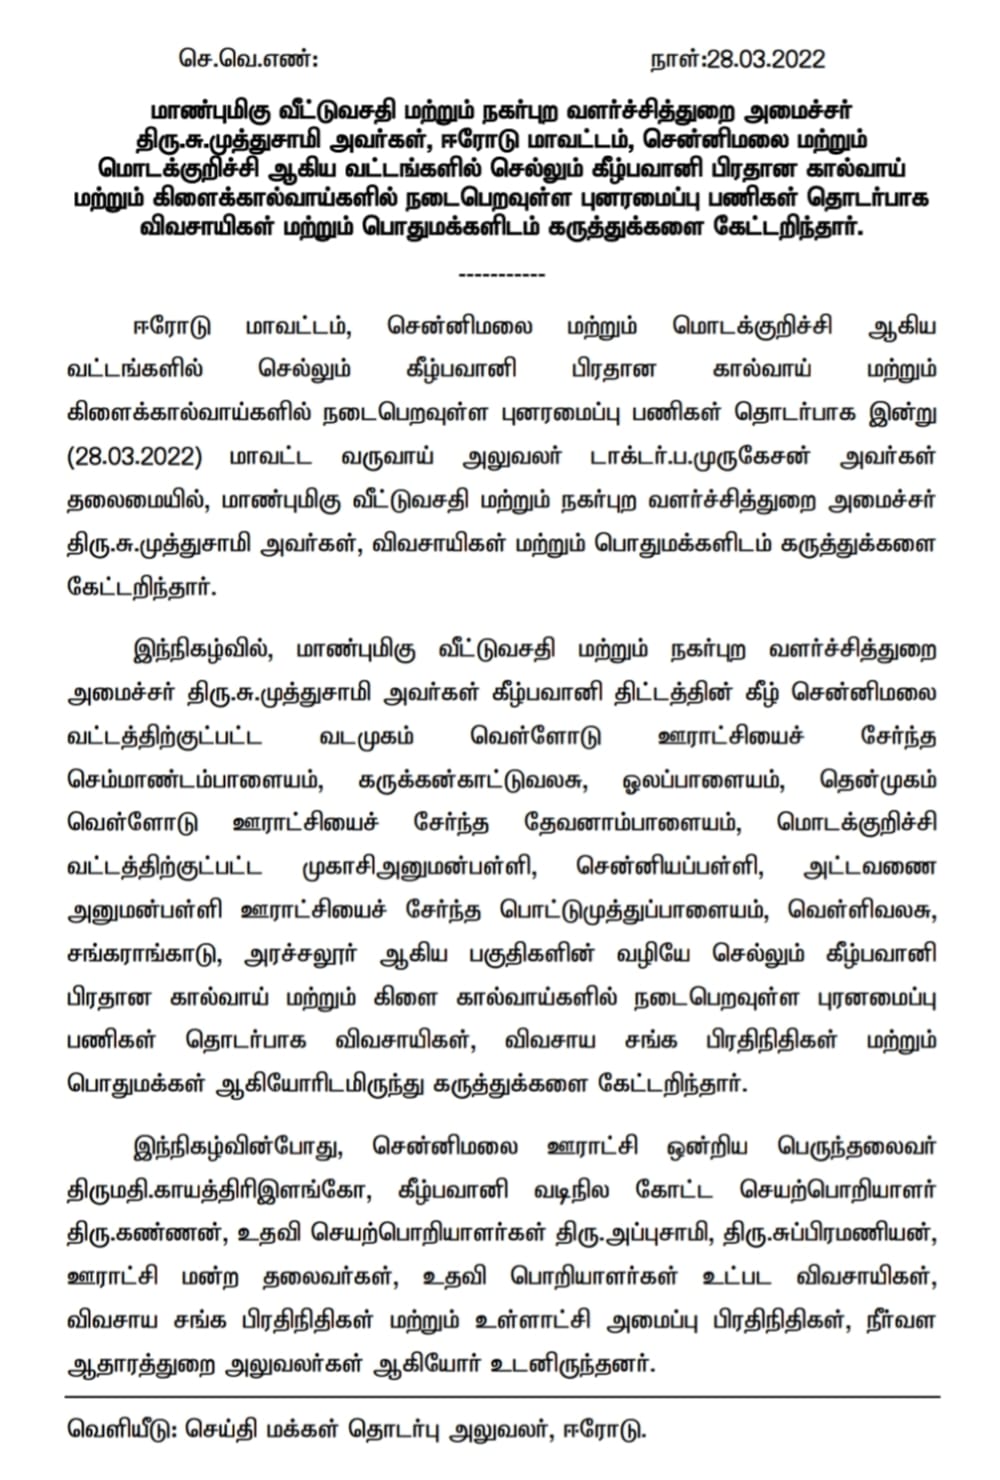 செ.வெ.எண்: நாள்:28.03.2022
மாண்புமிகு வீட்டுவசதி மற்றும் நகர்புற வளர்ச்சித்துறை அமைச்சர்
திரு.சு.முத்துசாமி அவர்கள், ஈரோடு மாவட்டம், சென்னிமலை மற்றும்
மொடக்குறிச்சி ஆகிய வட்டங்களில் செல்லும் கீழ்பவானி பிரதான கால்வாய்
மற்றும் கிளைக்கால்வாய்களில் நடைபெறவுள்ள புனரமைப்பு பணிகள் தொடர்பாக
விவசாயிகள் மற்றும் பொதுமக்களிடம் கருத்துக்களை கேட்டறிந்தார்.
-----------
ஈரோடு மாவட்டம், சென்னிமலை மற்றும் மொடக்குறிச்சி ஆகிய
வட்டங்களில் செல்லும் கீழ்பவானி பிரதான கால்வாய் மற்றும்
கிளைக்கால்வாய்களில் நடைபெறவுள்ள புனரமைப்பு பணிகள் தொடர்பாக இன்று
(28.03.2022) மாவட்ட வருவாய் அலுவலர் டாக்டர்.ப.முருகேசன் அவர்கள்
தலைமையில், மாண்புமிகு வீட்டுவசதி மற்றும் நகர்புற வளர்ச்சித்துறை அமைச்சர்
திரு.சு.முத்துசாமி அவர்கள், விவசாயிகள் மற்றும் பொதுமக்களிடம் கருத்துக்களை
கேட்டறிந்தார்.
இந்நிகழ்வில், மாண்புமிகு வீட்டுவசதி மற்றும் நகர்புற வளர்ச்சித்துறை
அமைச்சர் திரு.சு.முத்துசாமி அவர்கள் கீழ்பவானி திட்டத்தின் கீழ் சென்னிமலை
வட்டத்திற்குட்பட்ட வடமுகம் வெள்ளோடு ஊராட்சியைச் சேர்ந்த
செம்மாண்டம்பாளையம், கருக்கன்காட்டுவலசு, ஓலப்பாளையம், தென்முகம்
வெள்ளோடு ஊராட்சியைச் சேர்ந்த தேவனாம்பாளையம், மொடக்குறிச்சி
வட்டத்திற்குட்பட்ட முகாசிஅனுமன்பள்ளி, சென்னியப்பள்ளி, அட்டவணை
அனுமன்பள்ளி ஊராட்சியைச் சேர்ந்த பொட்டுமுத்துப்பாளையம், வெள்ளிவலசு,
சங்கராங்காடு, அரச்சலூர் ஆகிய பகுதிகளின் வழியே செல்லும் கீழ்பவானி
பிரதான கால்வாய் மற்றும் கிளை கால்வாய்களில் நடைபெறவுள்ள புரனமைப்பு
பணிகள் தொடர்பாக விவசாயிகள், விவசாய சங்க பிரதிநிதிகள் மற்றும்
பொதுமக்கள் ஆகியோரிடமிருந்து கருத்துக்களை கேட்டறிந்தார்.
இந்நிகழ்வின்போது, சென்னிமலை ஊராட்சி ஒன்றிய பெருந்தலைவர்
திருமதி.காயத்திரிஇளங்கோ, கீழ்பவானி வடிநில கோட்ட செயற்பொறியாளர்
திரு.கண்ணன், உதவி செயற்பொறியாளர்கள் திரு.அப்புசாமி, திரு.சுப்பிரமணியன்,
ஊராட்சி மன்ற தலைவர்கள், உதவி பொறியாளர்கள் உட்பட விவசாயிகள்,
விவசாய சங்க பிரதிநிதிகள் மற்றும் உள்ளாட்சி அமைப்பு பிரதிநிதிகள், நீர்வள
ஆதாரத்துறை அலுவலர்கள் ஆகியோர் உடனிருந்தனர்.
வெளியீடு: செய்தி மக்கள் தொடர்பு அலுவலர், ஈரோடு.